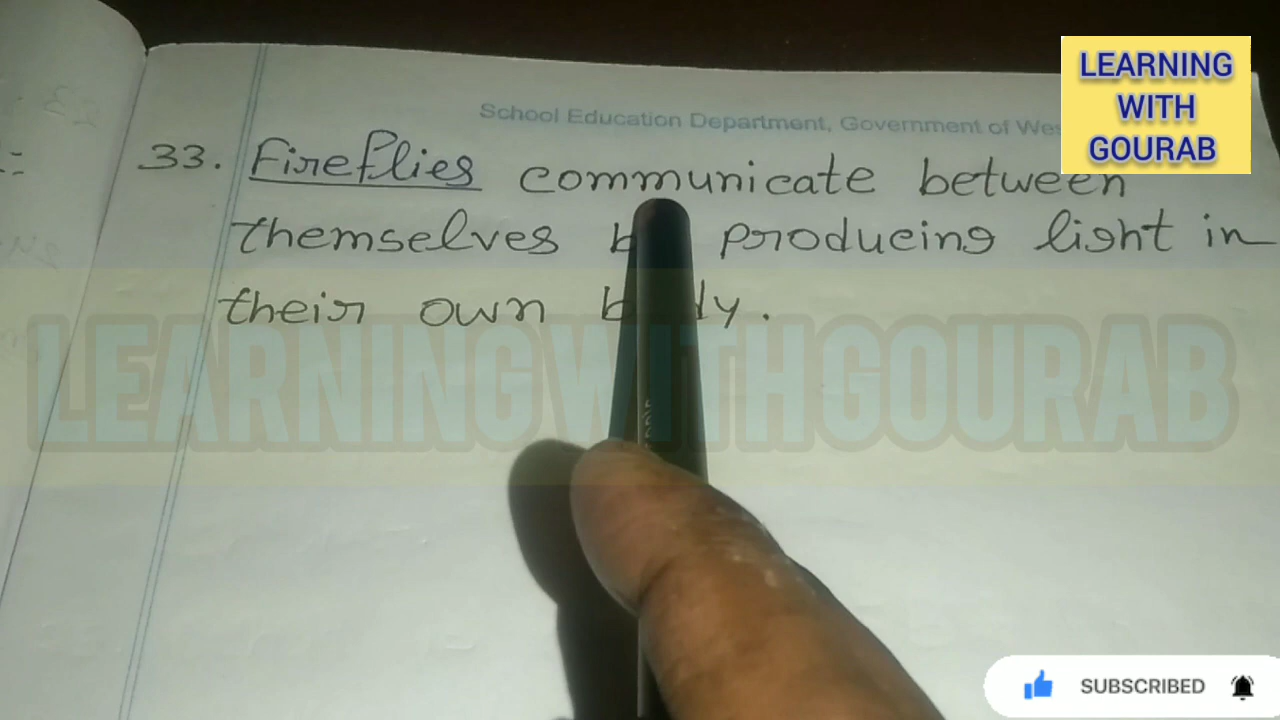 LEARNING
WITH
GOURAB
School Education Department, Government of
33. Fireflies communicate between
themselves producing light in
their own
LEARNINGWITHGOURAB
SUBSCRIBED